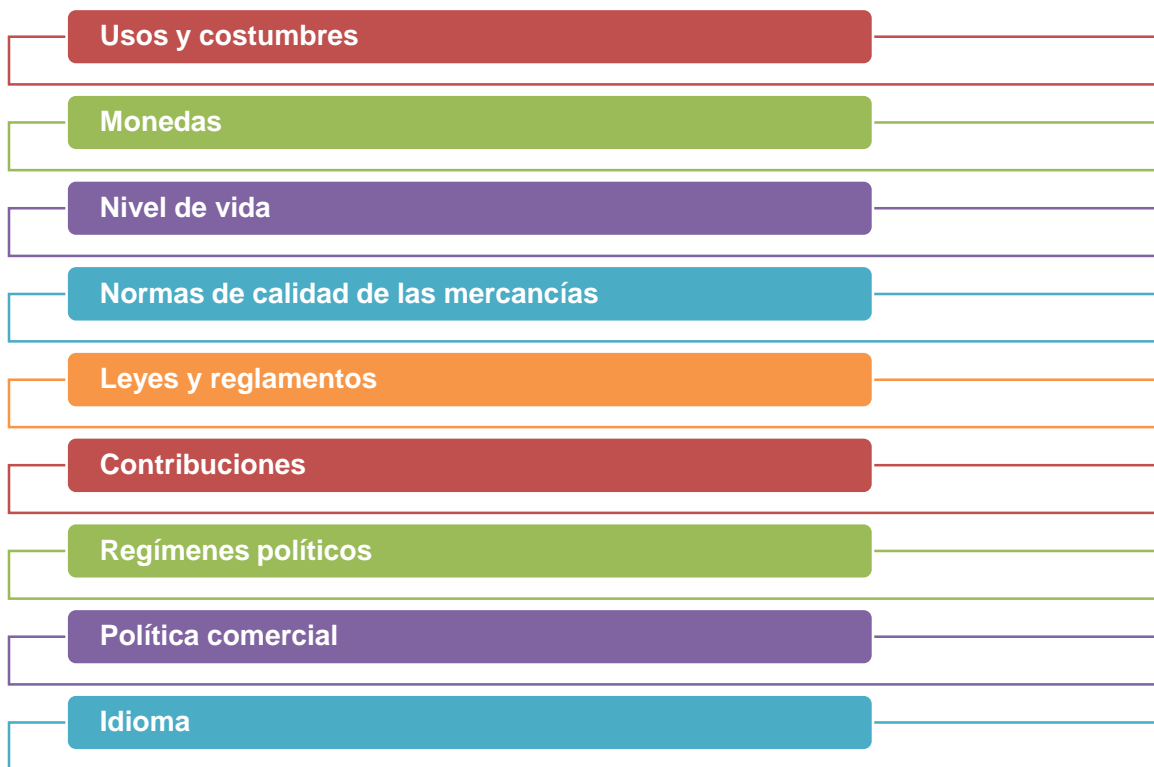 Usos y costumbres
Monedas
Nivel de vida
Normas de calidad de las mercancías
Leyes y reglamentos
Contribuciones
Regímenes políticos
Política comercial
Idioma